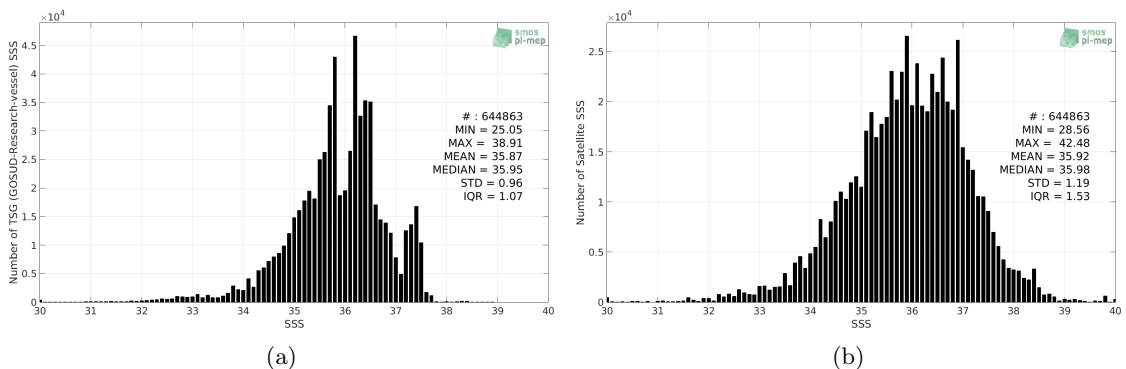 ×10⁴
4.5
4
3.5
3
2.5
2
1.5
1
0.5
0
Number of TSG (GOSUD-Research-vessel) SSS
30 31 32 33 34 35 36 37 38 39 40
SSS
smos
pi-mep
# : 644863
MIN = 25.05
MAX = 38.91
MEAN = 35.87
MEDIAN = 35.95
STD = 0.96
IQR = 1.07
(a)
×10⁴
2.5
2
1.5
1
0.5
0
Number of Satellite SSS
30 31 32 33 34 35 36 37 38 39 40
SSS
smos
pi-mep
# : 644863
MIN = 28.56
MAX = 42.48
MEAN = 35.92
MEDIAN = 35.98
STD = 1.19
IQR = 1.53
(b)